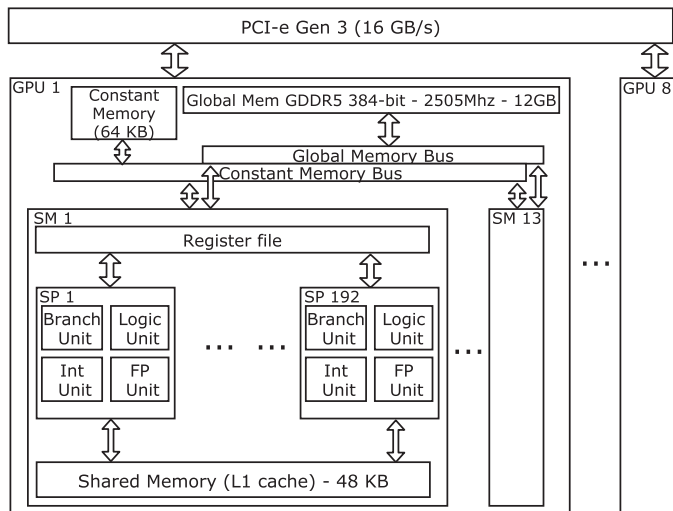 PCI-e Gen 3 (16 GB/s)
GPU 1
GPU 8
Constant
Memory
(64 KB)
Global Mem GDDR5 384-bit - 2505Mhz - 12GB
Global Memory Bus
Constant Memory Bus
SM 1
SM 13
Register file
...
SP 1
SP 192
Branch
Unit
Logic
Unit
Int
Unit
FP
Unit
... ...
Branch
Unit
Logic
Unit
Int
Unit
FP
Unit
...
Shared Memory (L1 cache) - 48 KB